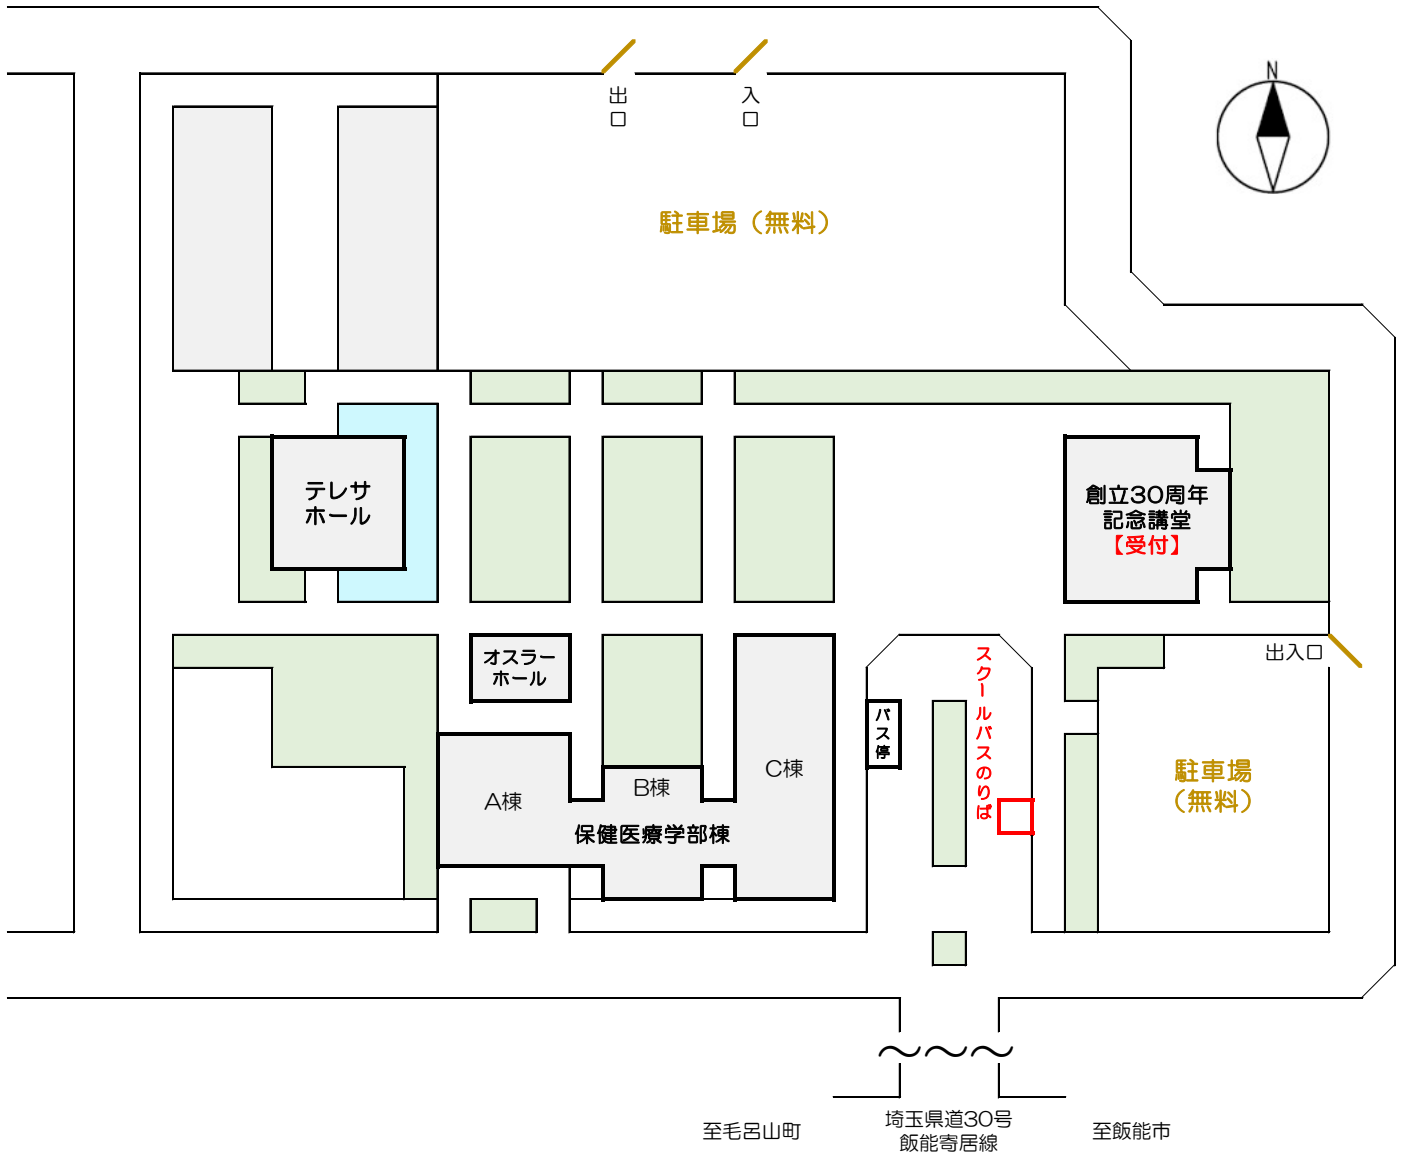 N
出口
入口
駐車場（無料）
テレサ
ホール
創立30周年
記念講堂
【受付】
オスラー
ホール
出入口
スクールバスのりば
バス停
A棟
B棟
C棟
保健医療学部棟
駐車場
（無料）
至毛呂山町
埼玉県道30号
飯能寄居線
至飯能市